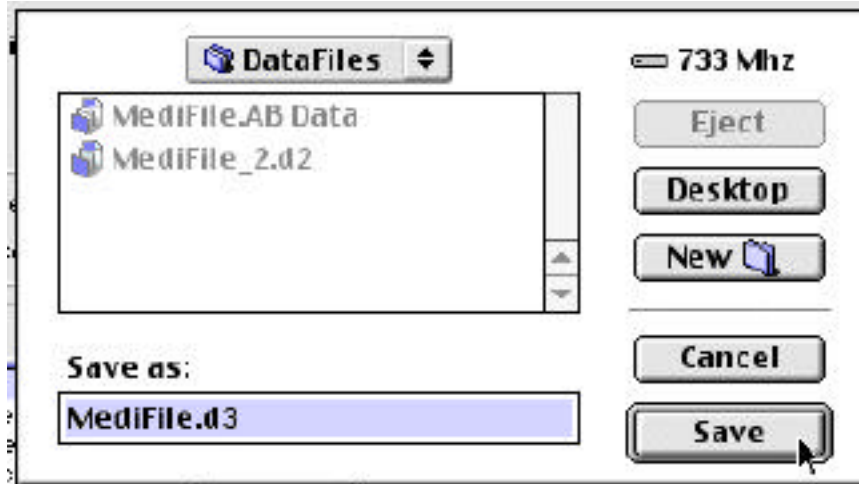 DataFiles
733 Mhz
MediFile.AB Data
MediFile_2.d2
Eject
Desktop
New
Save as:
MediFile.d3
Cancel
Save